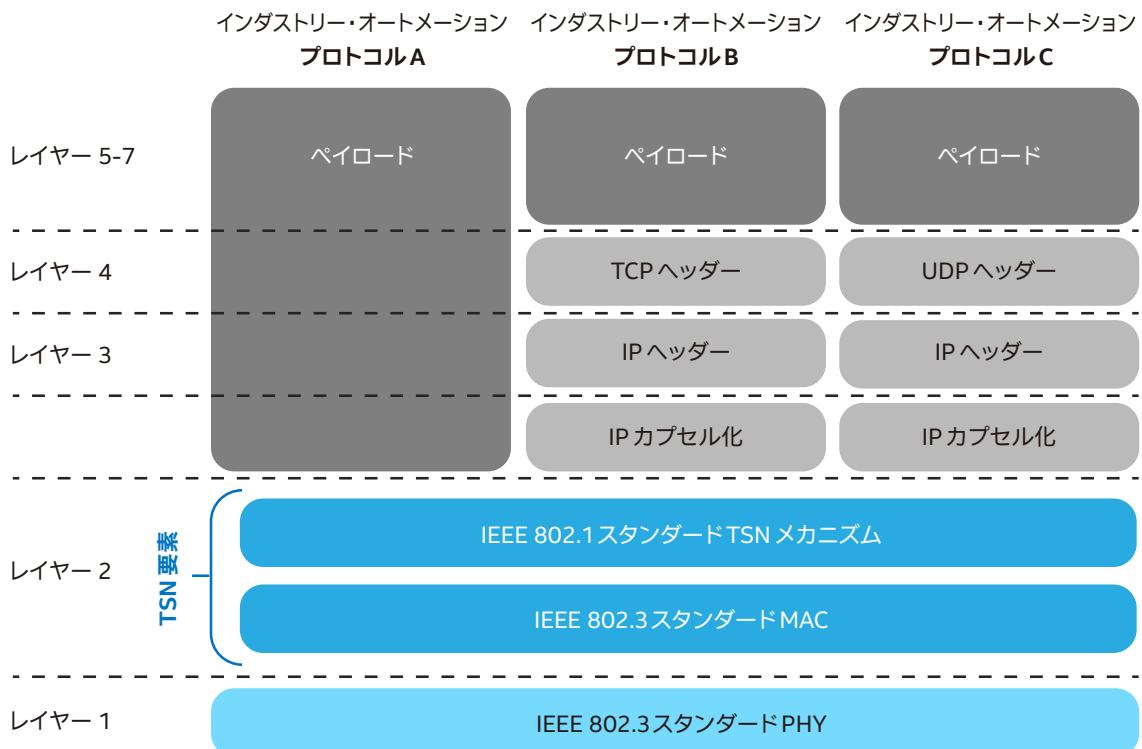 インダストリー・オートメーション インダストリー・オートメーション インダストリー・オートメーション
プロトコルA プロトコルB プロトコルC
レイヤー 5-7 ペイロード ペイロード ペイロード
レイヤー 4 TCP ヘッダー UDP ヘッダー
レイヤー 3 IP ヘッダー IP ヘッダー
IP カプセル化 IP カプセル化
レイヤー 2
TSN 要素
IEEE 802.1 スタンダード TSN メカニズム
IEEE 802.3 スタンダード MAC
レイヤー 1 IEEE 802.3 スタンダード PHY